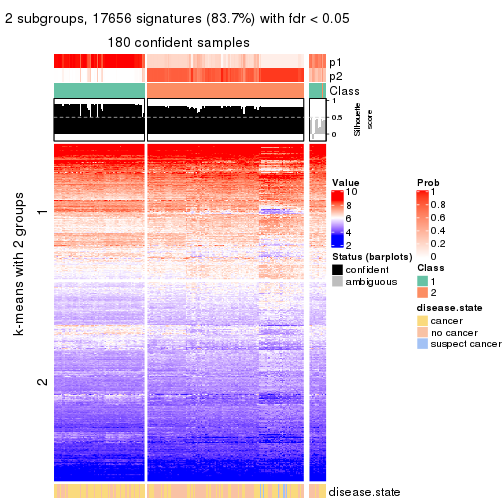 2 subgroups, 17656 signatures (83.7%) with fdr < 0.05
180 confident samples
p1
p2
Class
1
0.5
0
Silhouette
score
k-means with 2 groups
1
2
disease.state
Value
10
8
6
4
2
Status (barplots)
confident
ambiguous
Prob
1
0.8
0.6
0.4
0.2
0
Class
1
2
disease.state
cancer
no cancer
suspect cancer